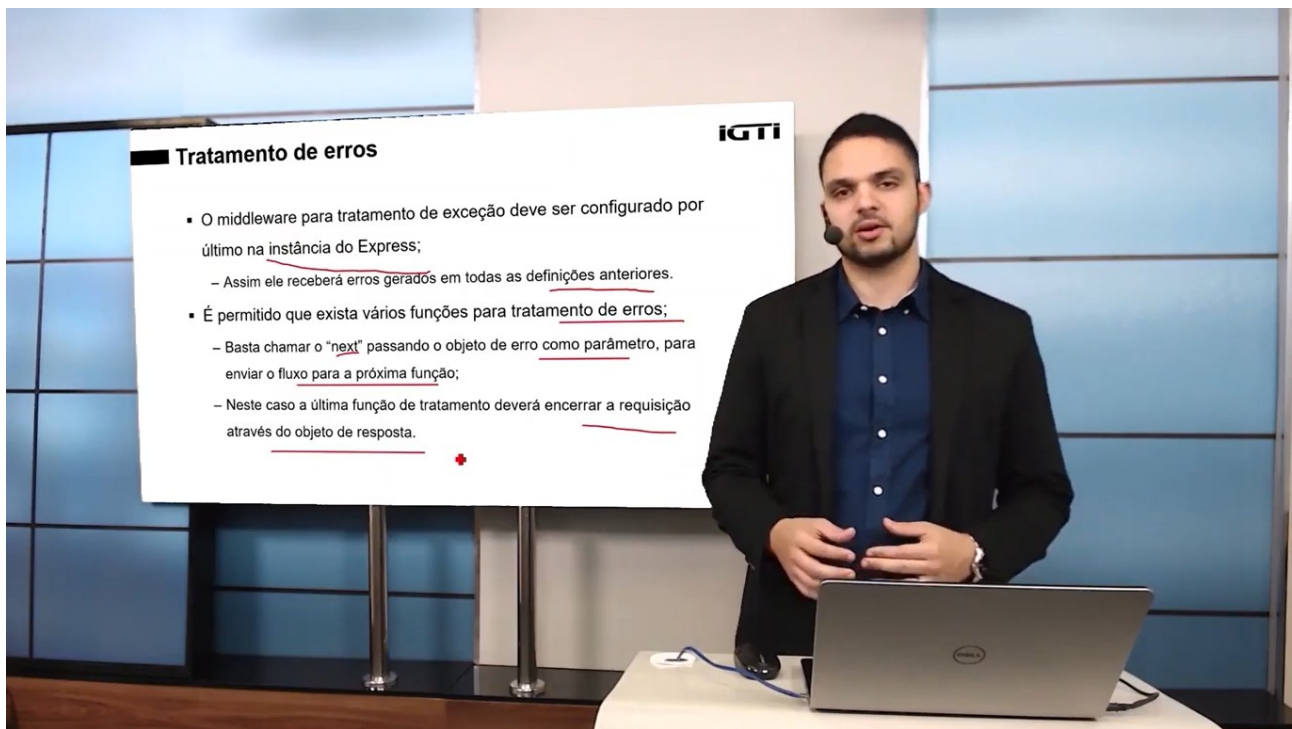 Tratamento de erros
iGTi
▪ O middleware para tratamento de exceção deve ser configurado por
último na instância do Express;
– Assim ele receberá erros gerados em todas as definições anteriores.
▪ É permitido que exista vários funções para tratamento de erros;
– Basta chamar o “next” passando o objeto de erro como parâmetro, para
enviar o fluxo para a próxima função;
– Neste caso a última função de tratamento deverá encerrar a requisição
através do objeto de resposta.
DELL